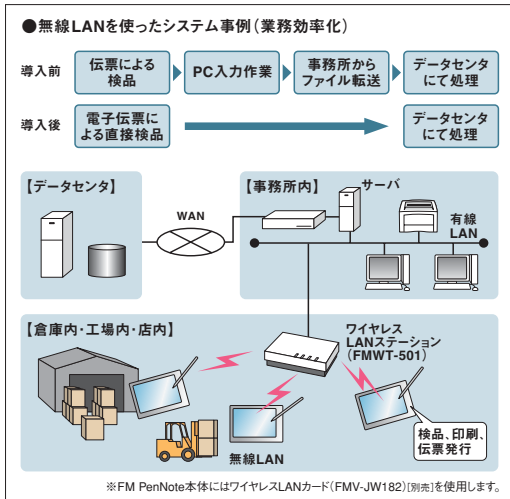 ●無線LANを使ったシステム事例(業務効率化)
導入前
伝票による
検品
PC入力作業
事務所から
ファイル転送
データセンタ
にて処理
導入後
電子伝票に
よる直接検品
データセンタ
にて処理
【データセンタ】
WAN
【事務所内】
サーバ
有線
LAN
【倉庫内・工場内・店内】
ワイヤレス
LANステーション
(FMWT-501)
無線LAN
検品、印刷、
伝票発行
※FM PenNote本体にはワイヤレスLANカード(FMV-JW182)[別売]を使用します。